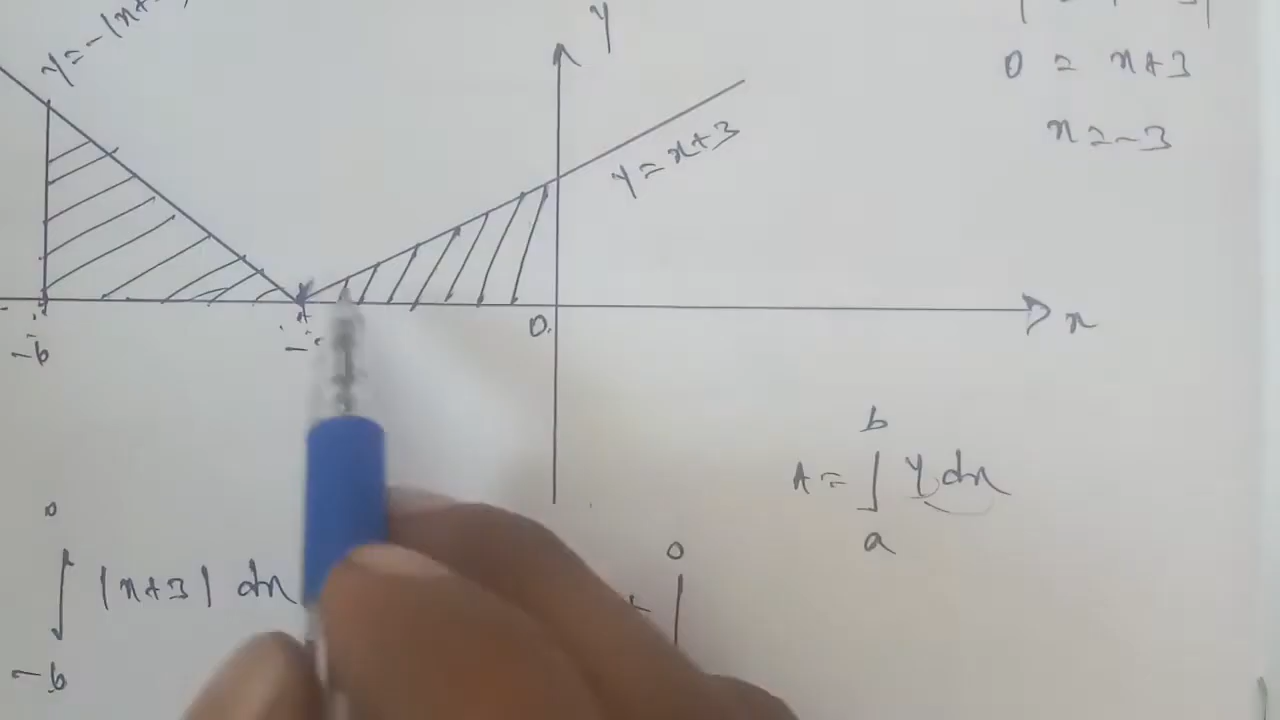 y = -(x+
y
0 = x+3
x = -3
y = x+3
x
0
-6
b
A = ∫ y dx
a
0
∫ |x+3| dx
-6
+ ∫
0